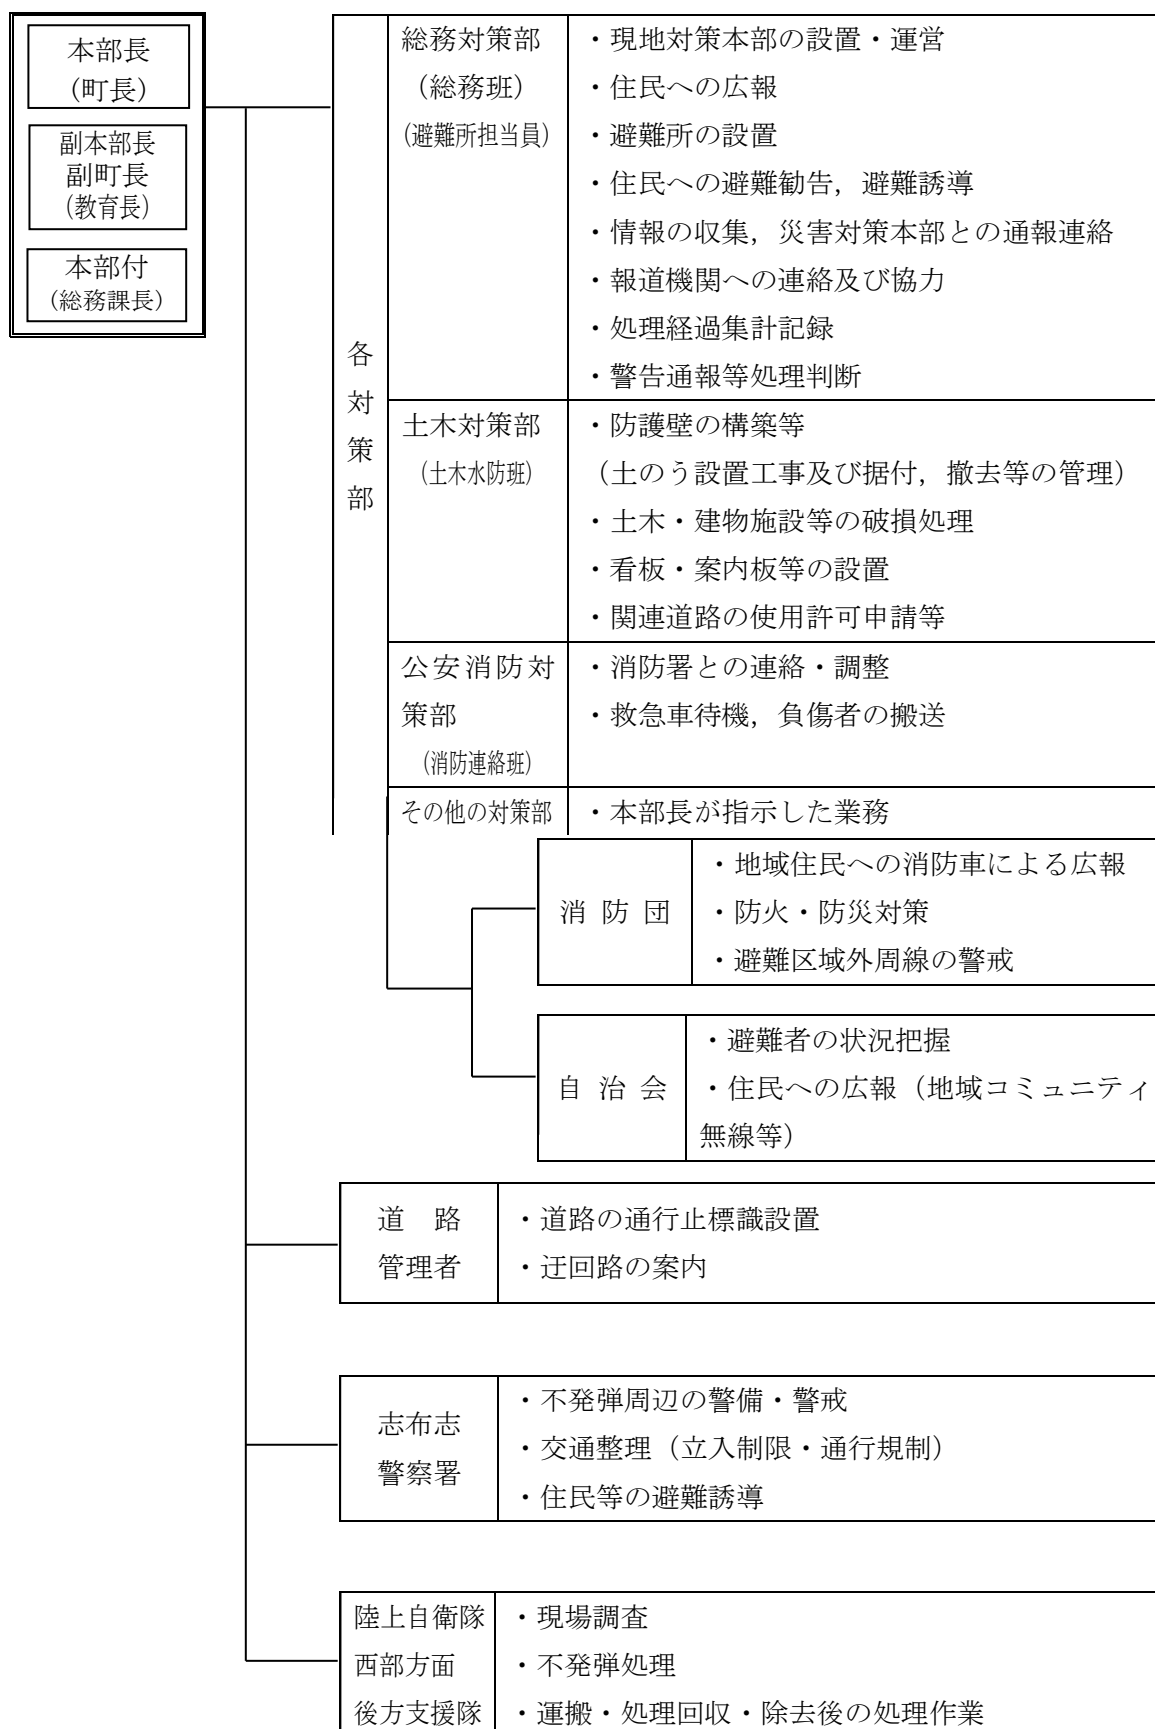 本部長
（町長）
副本部長
副町長
（教育長）
本部付
（総務課長）
各対策部
総務対策部
（総務班）
（避難所担当員）
・現地対策本部の設置・運営
・住民への広報
・避難所の設置
・住民への避難勧告，避難誘導
・情報の収集，災害対策本部との通報連絡
・報道機関への連絡及び協力
・処理経過集計記録
・警告通報等処理判断
土木対策部
（土木水防班）
・防護壁の構築等
（土のう設置工事及び据付，撤去等の管理）
・土木・建物施設等の破損処理
・看板・案内板等の設置
・関連道路の使用許可申請等
公安消防対
策部
（消防連絡班）
・消防署との連絡・調整
・救急車待機，負傷者の搬送
その他の対策部
・本部長が指示した業務
消防団
・地域住民への消防車による広報
・防火・防災対策
・避難区域外周線の警戒
自治会
・避難者の状況把握
・住民への広報（地域コミュニティ
無線等）
道路
管理者
・道路の通行止標識設置
・迂回路の案内
志布志
警察署
・不発弾周辺の警備・警戒
・交通整理（立入制限・通行規制）
・住民等の避難誘導
陸上自衛隊
西部方面
後方支援隊
・現場調査
・不発弾処理
・運搬・処理回収・除去後の処理作業